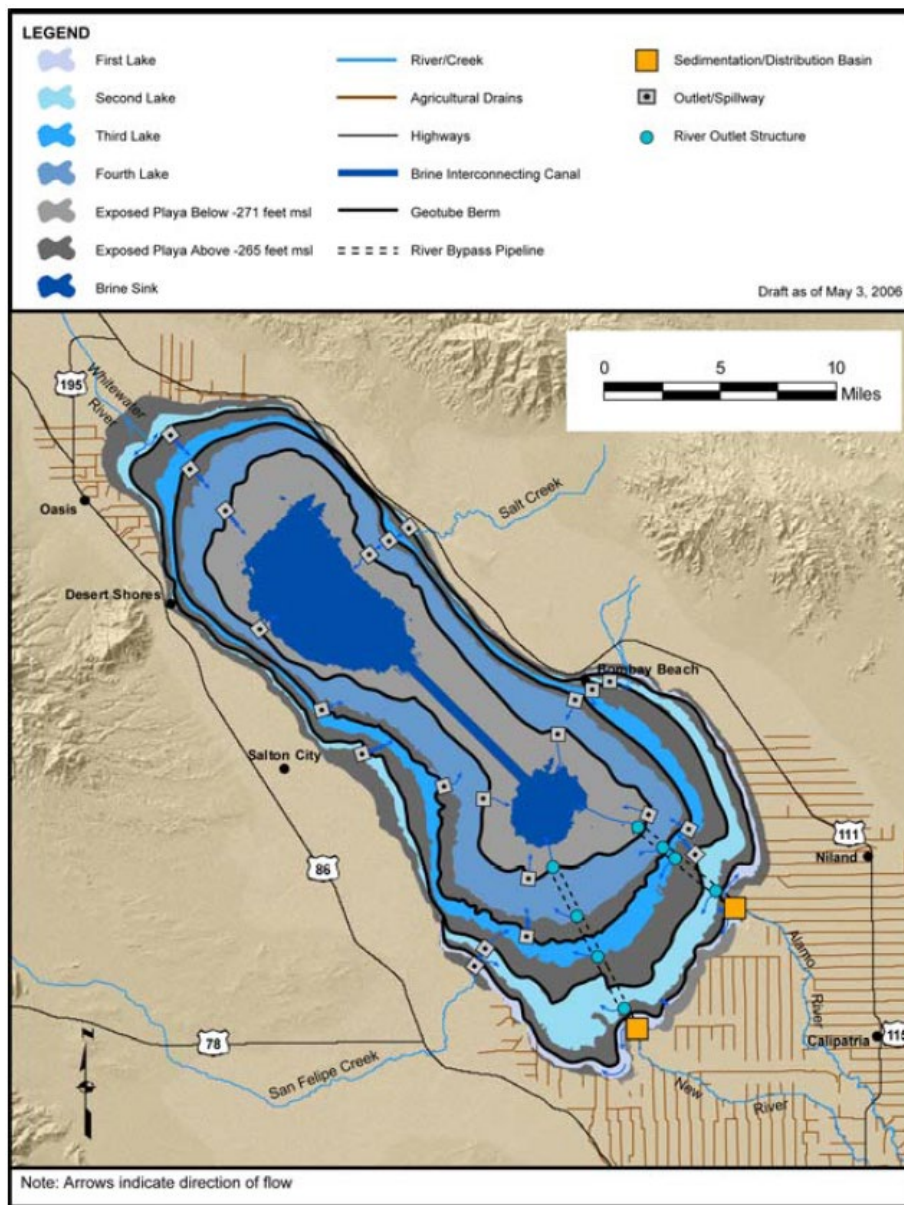 LEGEND
First Lake
Second Lake
Third Lake
Fourth Lake
Exposed Playa Below -271 feet msl
Exposed Playa Above -265 feet msl
Brine Sink
River/Creek
Agricultural Drains
Highways
Brine Interconnecting Canal
Geotube Berm
River Bypass Pipeline
Sedimentation/Distribution Basin
Outlet/Spillway
River Outlet Structure
Draft as of May 3, 2006
0 5 10
Miles
195
Whitewater
River
Oasis
Salt Creek
Desert Shores
Bombay Beach
Salton City
86
111
Niland
Alamo
River
Calipatria
115
78
San Felipe Creek
New
River
N
Note: Arrows indicate direction of flow